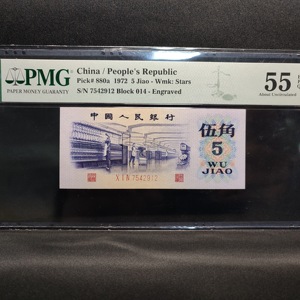 PMG
PAPER MONEY GUARANTY
China / People's Republic
Pick# 880a 1972 5 Jiao - Wmk: Stars
S/N 7542912 Block 014 - Engraved
55
About Uncirculated
中國人民銀行
伍角
5
WU
JIAO
XIV 7542912